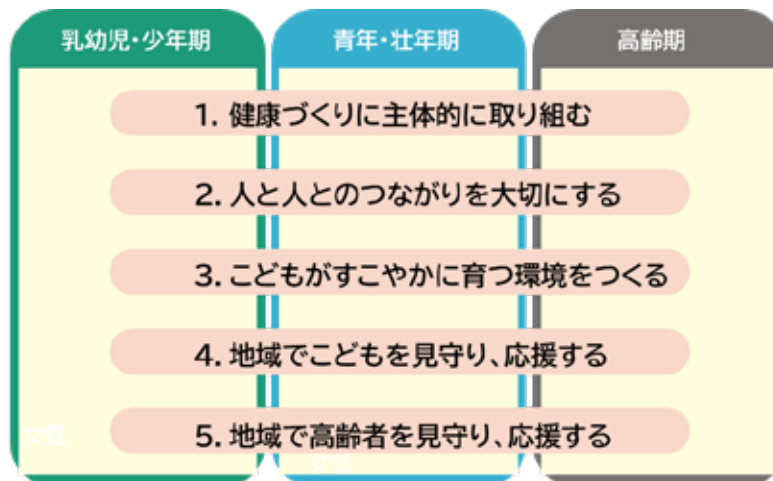 乳幼児・少年期
青年・壮年期
高齢期
1. 健康づくりに主体的に取り組む
2. 人と人とのつながりを大切にする
3. こどもがすこやかに育つ環境をつくる
4. 地域でこどもを見守り、応援する
5. 地域で高齢者を見守り、応援する
女性
女性